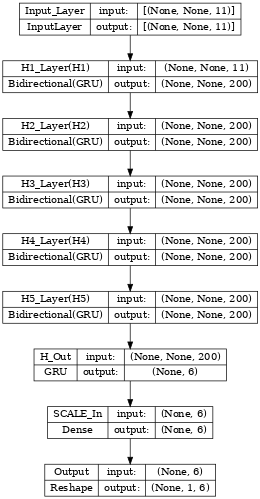 Input_Layer input: [(None, None, 11)]
InputLayer output: [(None, None, 11)]
H1_Layer(H1) input: (None, None, 11)
Bidirectional(GRU) output: (None, None, 200)
H2_Layer(H2) input: (None, None, 200)
Bidirectional(GRU) output: (None, None, 200)
H3_Layer(H3) input: (None, None, 200)
Bidirectional(GRU) output: (None, None, 200)
H4_Layer(H4) input: (None, None, 200)
Bidirectional(GRU) output: (None, None, 200)
H5_Layer(H5) input: (None, None, 200)
Bidirectional(GRU) output: (None, None, 200)
H_Out input: (None, None, 200)
GRU output: (None, 6)
SCALE_In input: (None, 6)
Dense output: (None, 6)
Output input: (None, 6)
Reshape output: (None, 1, 6)